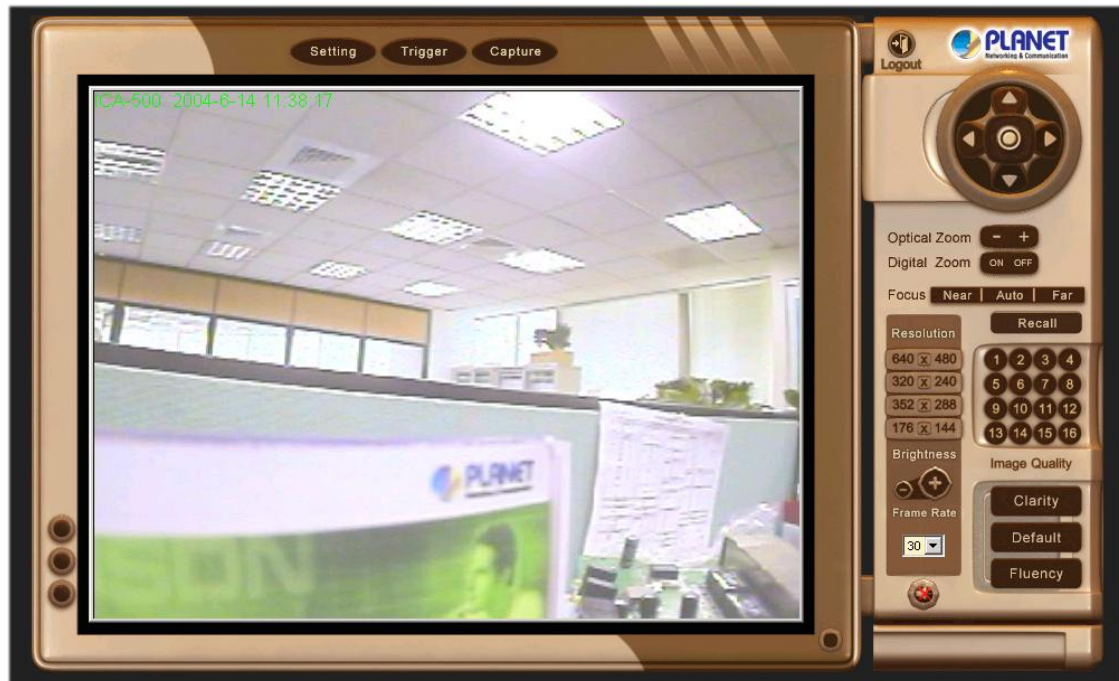 Setting Trigger Capture
ICA-500 2004-6-14 11:38:17
PLANET
SUN
Logout
PLANET
Networking & Communication
Optical Zoom - +
Digital Zoom ON OFF
Focus Near Auto Far
Recall
Resolution
640 x 480
320 x 240
352 x 288
176 x 144
1 2 3 4
5 6 7 8
9 10 11 12
13 14 15 16
Brightness
- +
Frame Rate
30
Image Quality
Clarity
Default
Fluency